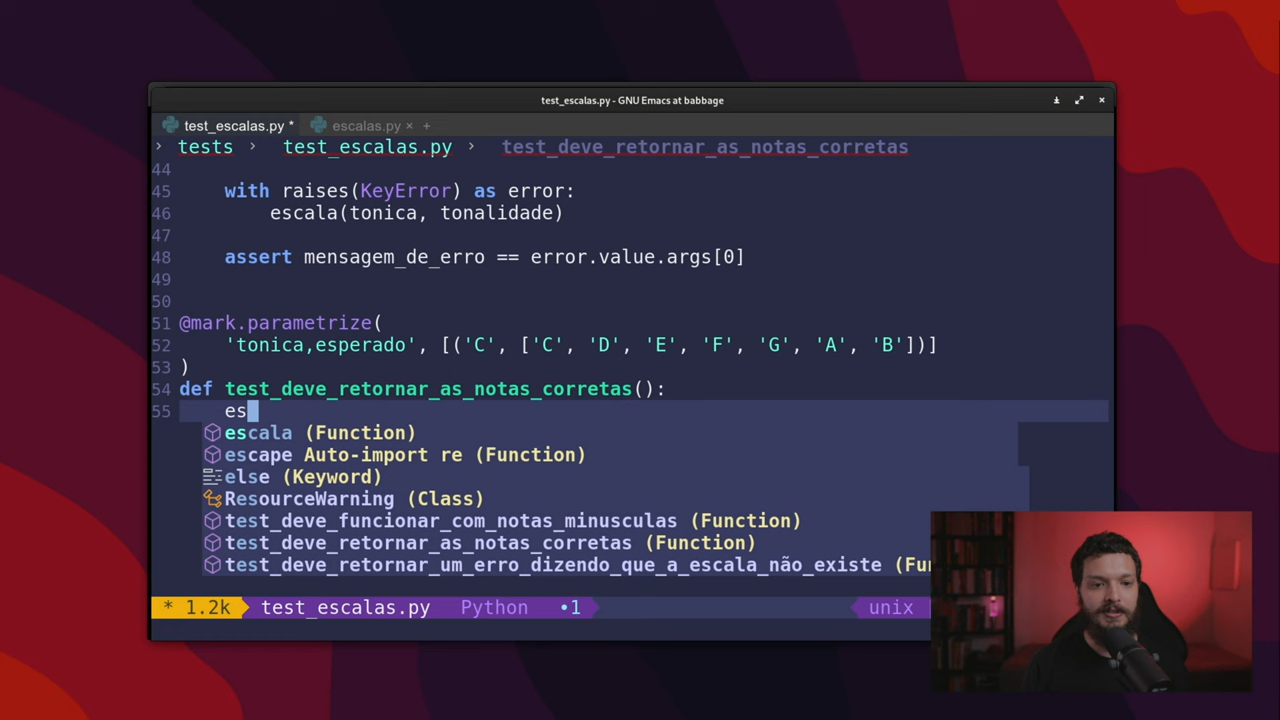 test_escalas.py - GNU Emacs at babbage
test_escalas.py * escalas.py × +
› tests › test_escalas.py › test_deve_retornar_as_notas_corretas
44
45 with raises(KeyError) as error:
46 escala(tonica, tonalidade)
47
48 assert mensagem_de_erro == error.value.args[0]
49
50
51 @mark.parametrize(
52 'tonica,esperado', [('C', ['C', 'D', 'E', 'F', 'G', 'A', 'B'])]
53 )
54 def test_deve_retornar_as_notas_corretas():
55 es
escala (Function)
escape Auto-import re (Function)
else (Keyword)
ResourceWarning (Class)
test_deve_funcionar_com_notas_minusculas (Function)
test_deve_retornar_as_notas_corretas (Function)
test_deve_retornar_um_erro_dizendo_que_a_escala_não_existe (Fun
* 1.2k test_escalas.py Python •1 unix